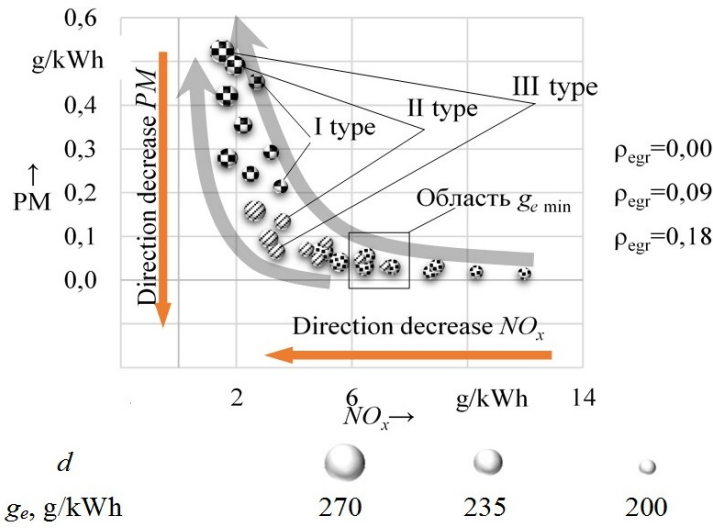 0,6
g/kWh
0,4
0,3
↑
PM
0,2
0,1
0,0
Direction decrease PM
III type
II type
I type
Область gₑ min
ρegr=0,00
ρegr=0,09
ρegr=0,18
Direction decrease NOₓ
2
6
14
NOₓ→
g/kWh
d
gₑ, g/kWh 270 235 200